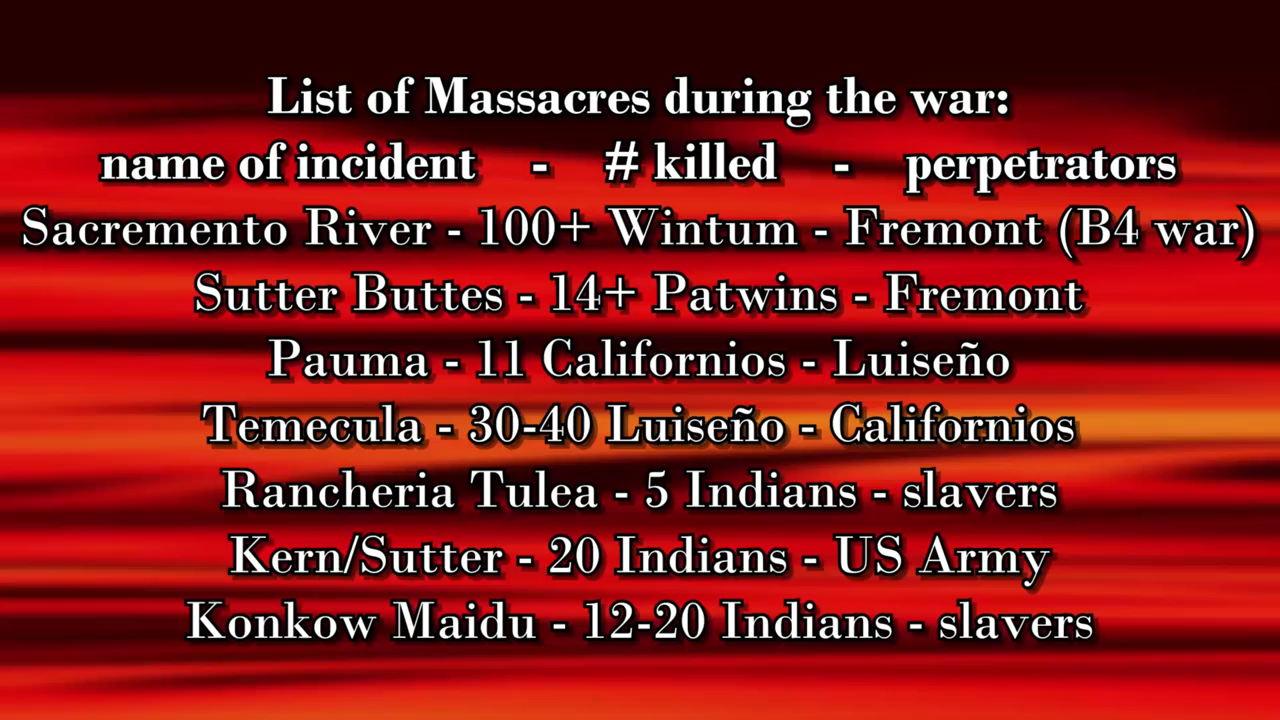 List of Massacres during the war:
name of incident - # killed - perpetrators
Sacremento River - 100+ Wintum - Fremont (B4 war)
Sutter Buttes - 14+ Patwins - Fremont
Pauma - 11 Californios - Luiseño
Temecula - 30-40 Luiseño - Californios
Rancheria Tulea - 5 Indians - slavers
Kern/Sutter - 20 Indians - US Army
Konkow Maidu - 12-20 Indians - slavers